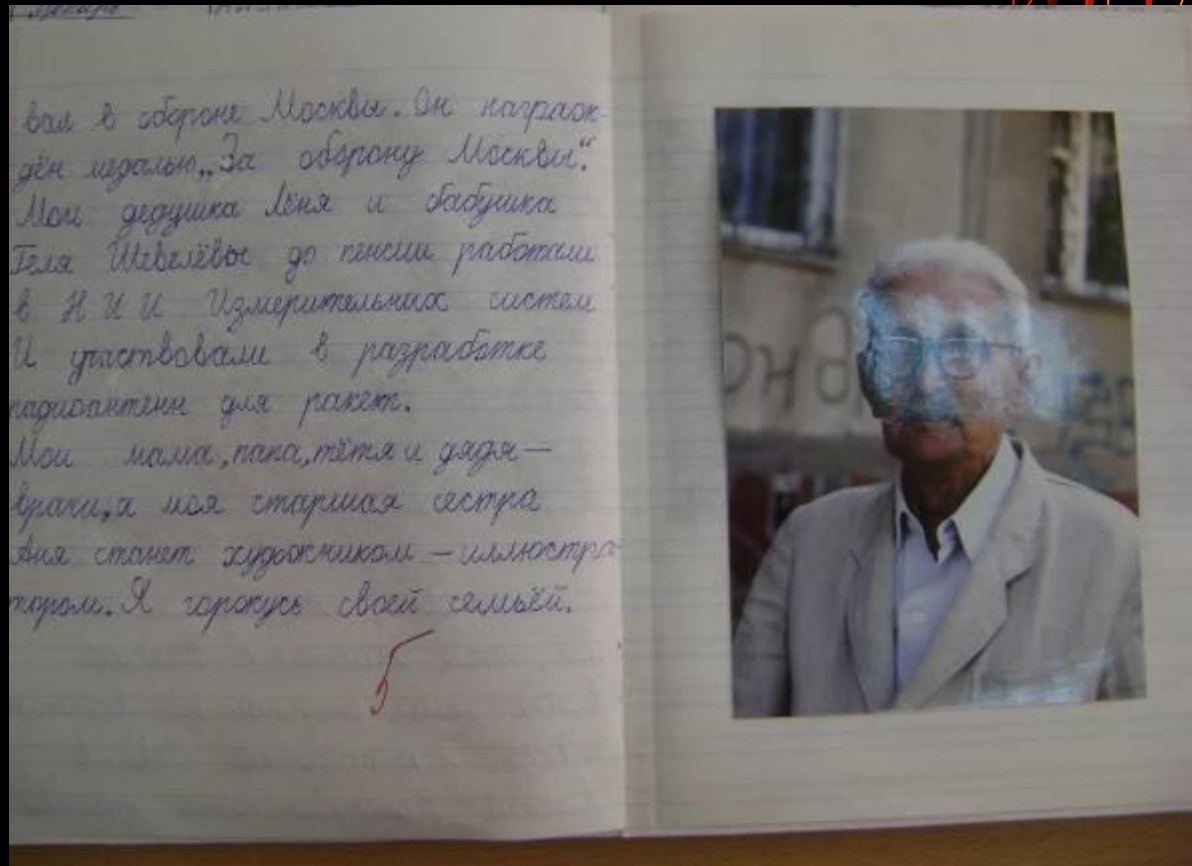 вал в обороне Москвы. Он награж-
дён медалью „За оборону Москвы“.
Мои дедушка Лёня и бабушка
Геля Шевелёвы до пенсии работали
в Н И И Измерительных систем
И участвовали в разработке
радиоантенн для ракет.
Мои мама, папа, тётя и дядя —
врачи, а моя старшая сестра
Аня станет художником – иллюстра-
тором. Я горжусь своей семьёй.
5